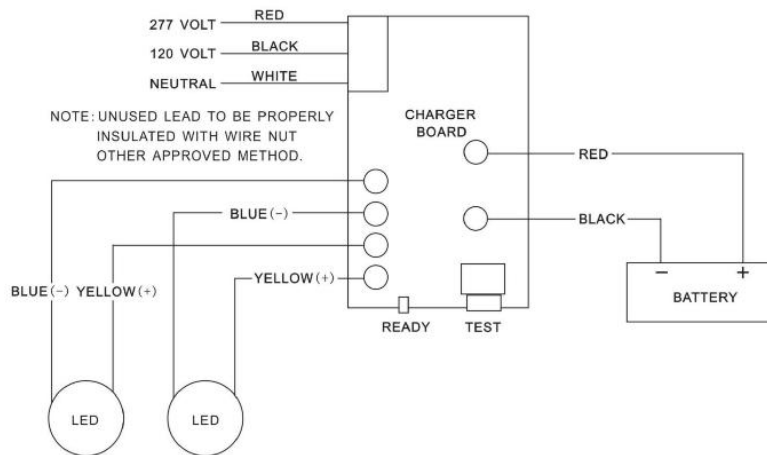 277 VOLT RED
120 VOLT BLACK
NEUTRAL WHITE
NOTE: UNUSED LEAD TO BE PROPERLY
INSULATED WITH WIRE NUT
OTHER APPROVED METHOD.
CHARGER
BOARD
RED
BLUE(-)
BLACK
YELLOW(+)
BLUE(-) YELLOW(+)
- +
BATTERY
READY TEST
LED LED